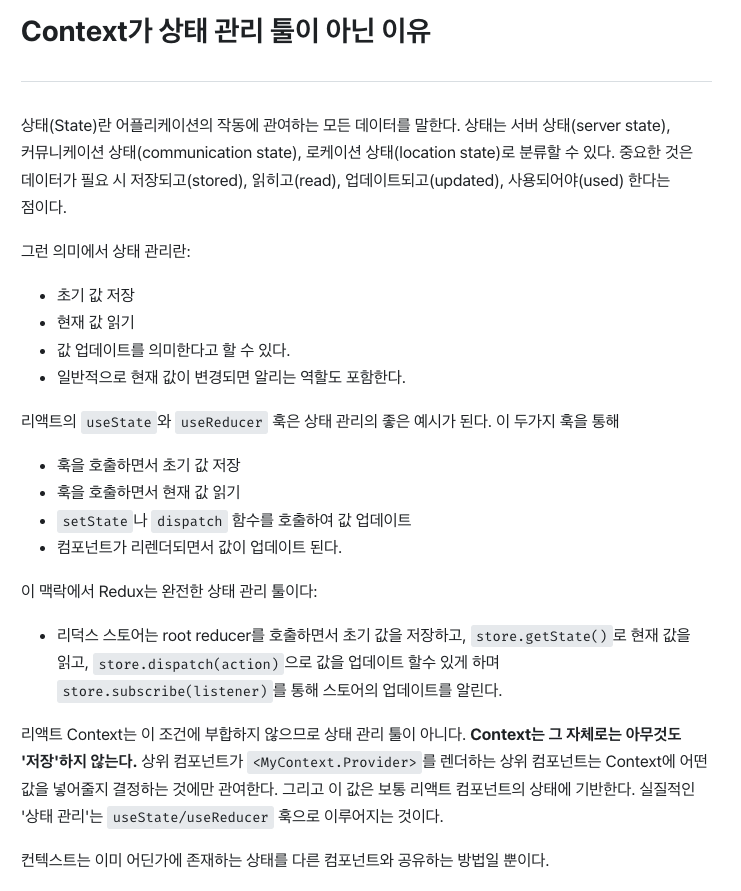 Context가 상태 관리 툴이 아닌 이유
상태(State)란 어플리케이션의 작동에 관여하는 모든 데이터를 말한다. 상태는 서버 상태(server state),
커뮤니케이션 상태(communication state), 로케이션 상태(location state)로 분류할 수 있다. 중요한 것은
데이터가 필요 시 저장되고(stored), 읽히고(read), 업데이트되고(updated), 사용되어야(used) 한다는
점이다.
그런 의미에서 상태 관리란:
• 초기 값 저장
• 현재 값 읽기
• 값 업데이트를 의미한다고 할 수 있다.
• 일반적으로 현재 값이 변경되면 알리는 역할도 포함한다.
리액트의 useState와 useReducer 훅은 상태 관리의 좋은 예시가 된다. 이 두가지 훅을 통해
• 훅을 호출하면서 초기 값 저장
• 훅을 호출하면서 현재 값 읽기
• setState나 dispatch 함수를 호출하여 값 업데이트
• 컴포넌트가 리렌더되면서 값이 업데이트 된다.
이 맥락에서 Redux는 완전한 상태 관리 툴이다:
• 리덕스 스토어는 root reducer를 호출하면서 초기 값을 저장하고, store.getState()로 현재 값을
읽고, store.dispatch(action)으로 값을 업데이트 할수 있게 하며
store.subscribe(listener)를 통해 스토어의 업데이트를 알린다.
리액트 Context는 이 조건에 부합하지 않으므로 상태 관리 툴이 아니다. Context는 그 자체로는 아무것도
'저장'하지 않는다. 상위 컴포넌트가 <MyContext.Provider>를 렌더하는 상위 컴포넌트는 Context에 어떤
값을 넣어줄지 결정하는 것에만 관여한다. 그리고 이 값은 보통 리액트 컴포넌트의 상태에 기반한다. 실질적인
'상태 관리'는 useState/useReducer 훅으로 이루어지는 것이다.
컨텍스트는 이미 어딘가에 존재하는 상태를 다른 컴포넌트와 공유하는 방법일 뿐이다.